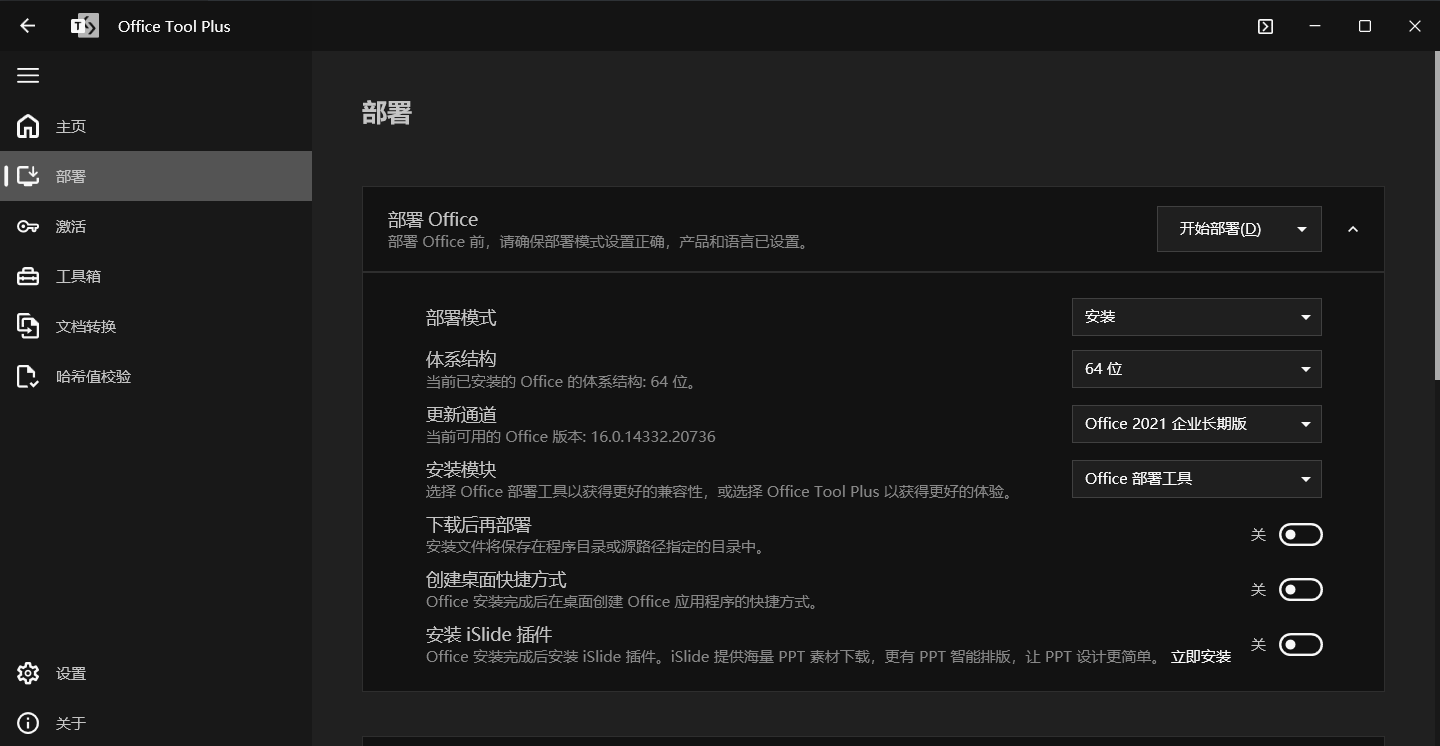 Office Tool Plus
主页
部署
激活
工具箱
文档转换
哈希值校验
设置
关于
部署
部署 Office
部署 Office 前，请确保部署模式设置正确，产品和语言已设置。
开始部署(D)
部署模式
安装
体系结构
当前已安装的 Office 的体系结构: 64 位。
64 位
更新通道
当前可用的 Office 版本: 16.0.14332.20736
Office 2021 企业长期版
安装模块
选择 Office 部署工具以获得更好的兼容性，或选择 Office Tool Plus 以获得更好的体验。
Office 部署工具
下载后再部署
安装文件将保存在程序目录或源路径指定的目录中。
关
创建桌面快捷方式
Office 安装完成后在桌面创建 Office 应用程序的快捷方式。
关
安装 iSlide 插件
Office 安装完成后安装 iSlide 插件。iSlide 提供海量 PPT 素材下载，更有 PPT 智能排版，让 PPT 设计更简单。 立即安装
关